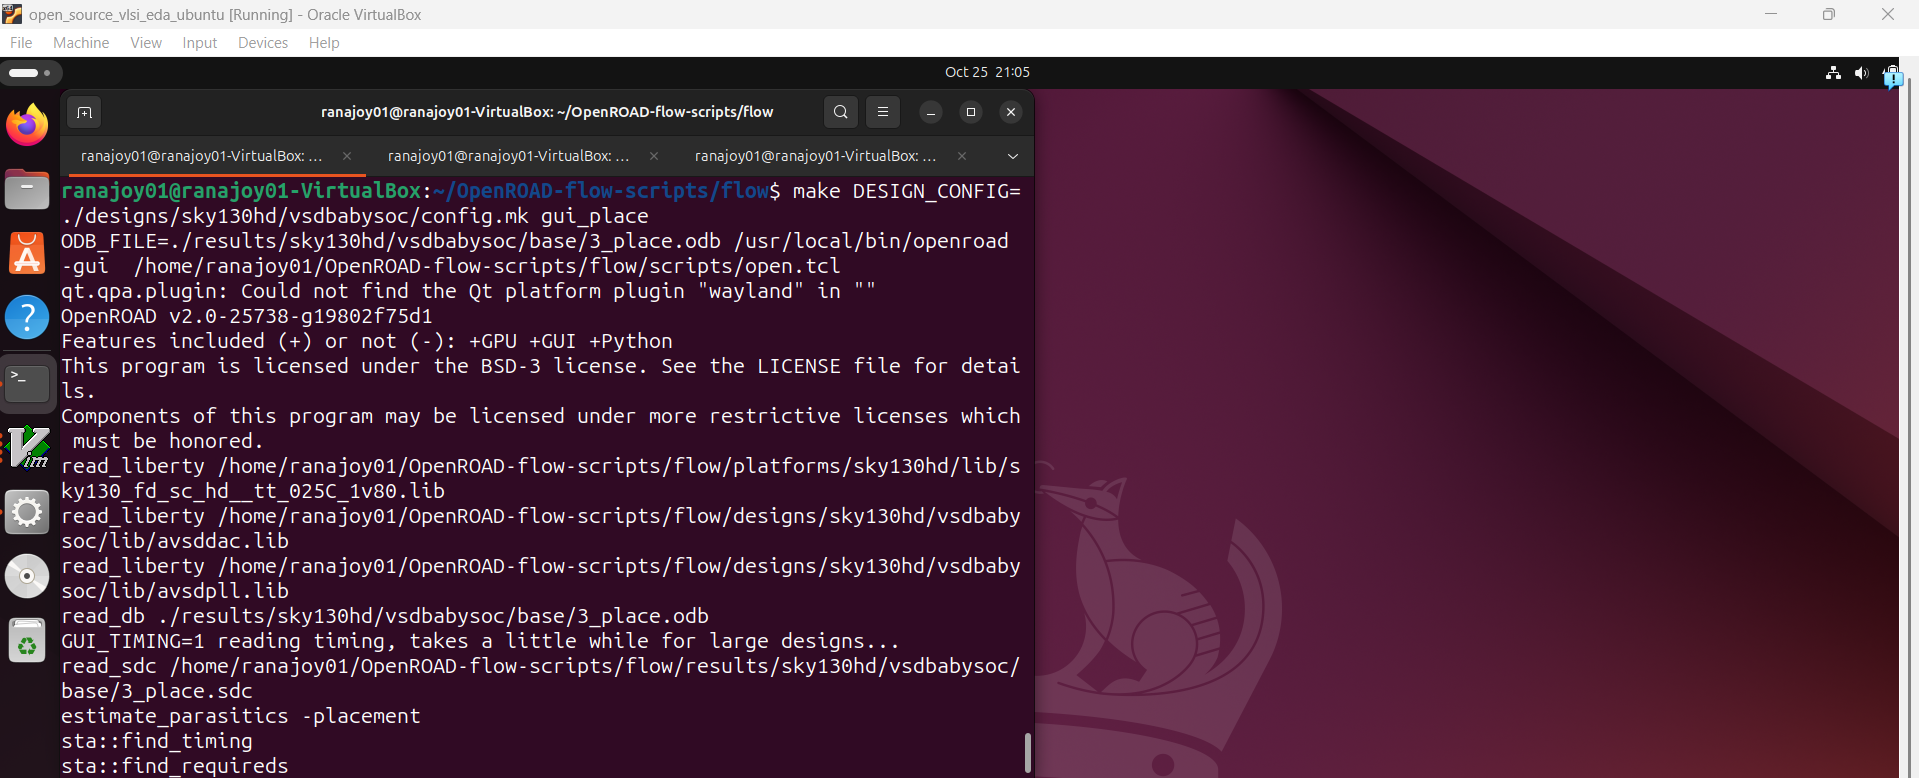 open_source_vlsi_eda_ubuntu [Running] - Oracle VirtualBox
File Machine View Input Devices Help
Oct 25 21:05
ranajoy01@ranajoy01-VirtualBox: ~/OpenROAD-flow-scripts/flow
ranajoy01@ranajoy01-VirtualBox: ... ranajoy01@ranajoy01-VirtualBox: ... ranajoy01@ranajoy01-VirtualBox: ...
ranajoy01@ranajoy01-VirtualBox:~/OpenROAD-flow-scripts/flow$ make DESIGN_CONFIG=
./designs/sky130hd/vsdbabysoc/config.mk gui_place
ODB_FILE=./results/sky130hd/vsdbabysoc/base/3_place.odb /usr/local/bin/openroad
-gui  /home/ranajoy01/OpenROAD-flow-scripts/flow/scripts/open.tcl
qt.qpa.plugin: Could not find the Qt platform plugin "wayland" in ""
OpenROAD v2.0-25738-g19802f75d1
Features included (+) or not (-): +GPU +GUI +Python
This program is licensed under the BSD-3 license. See the LICENSE file for detai
ls.
Components of this program may be licensed under more restrictive licenses which
 must be honored.
read_liberty /home/ranajoy01/OpenROAD-flow-scripts/flow/platforms/sky130hd/lib/s
ky130_fd_sc_hd__tt_025C_1v80.lib
read_liberty /home/ranajoy01/OpenROAD-flow-scripts/flow/designs/sky130hd/vsdbaby
soc/lib/avsddac.lib
read_liberty /home/ranajoy01/OpenROAD-flow-scripts/flow/designs/sky130hd/vsdbaby
soc/lib/avsdpll.lib
read_db ./results/sky130hd/vsdbabysoc/base/3_place.odb
GUI_TIMING=1 reading timing, takes a little while for large designs...
read_sdc /home/ranajoy01/OpenROAD-flow-scripts/flow/results/sky130hd/vsdbabysoc/
base/3_place.sdc
estimate_parasitics -placement
sta::find_timing
sta::find_requireds